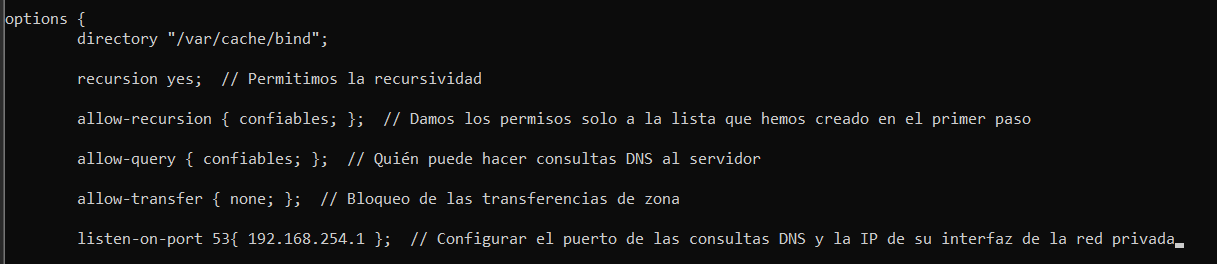 options {
directory "/var/cache/bind";
recursion yes;  // Permitimos la recursividad
allow-recursion { confiables; };  // Damos los permisos solo a la lista que hemos creado en el primer paso
allow-query { confiables; };  // Quién puede hacer consultas DNS al servidor
allow-transfer { none; };  // Bloqueo de las transferencias de zona
listen-on-port 53{ 192.168.254.1 };  // Configurar el puerto de las consultas DNS y la IP de su interfaz de la red privada